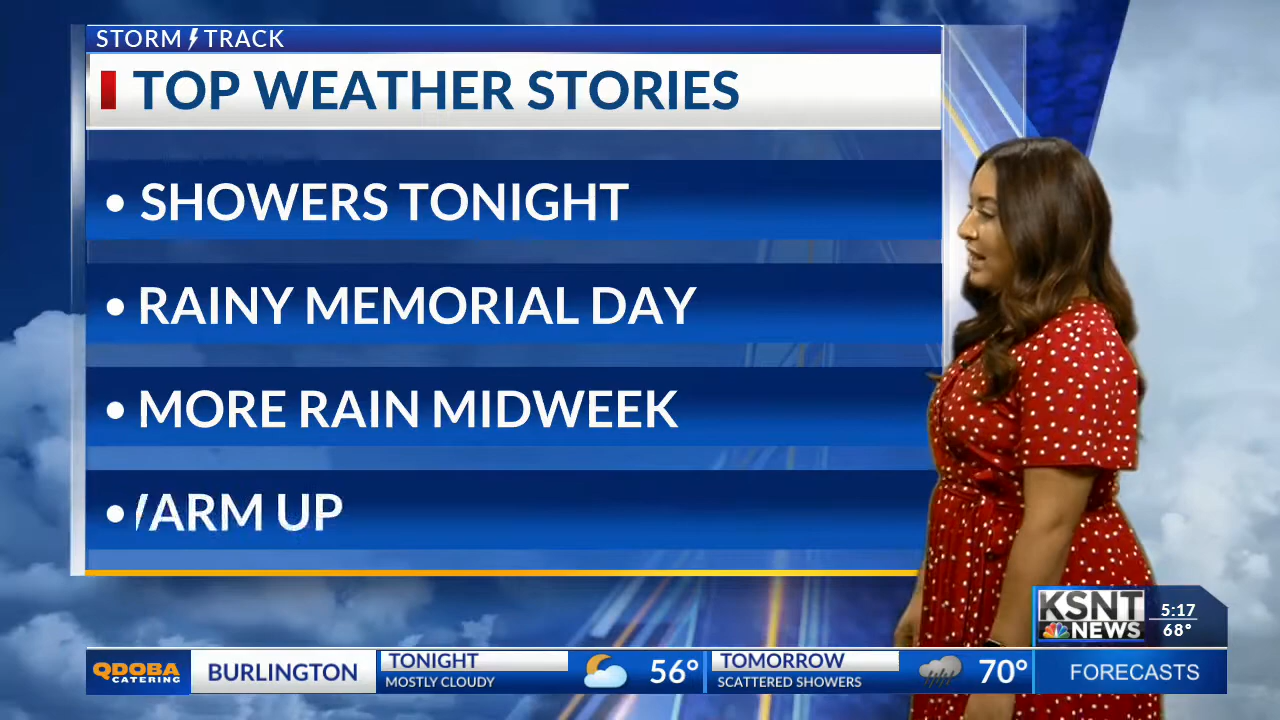 STORM TRACK
TOP WEATHER STORIES
• SHOWERS TONIGHT
• RAINY MEMORIAL DAY
• MORE RAIN MIDWEEK
• /ARM UP
KSNT
NEWS
5:17
68°
QDOBA
CATERING
BURLINGTON
TONIGHT
MOSTLY CLOUDY
56°
TOMORROW
SCATTERED SHOWERS
70°
FORECASTS